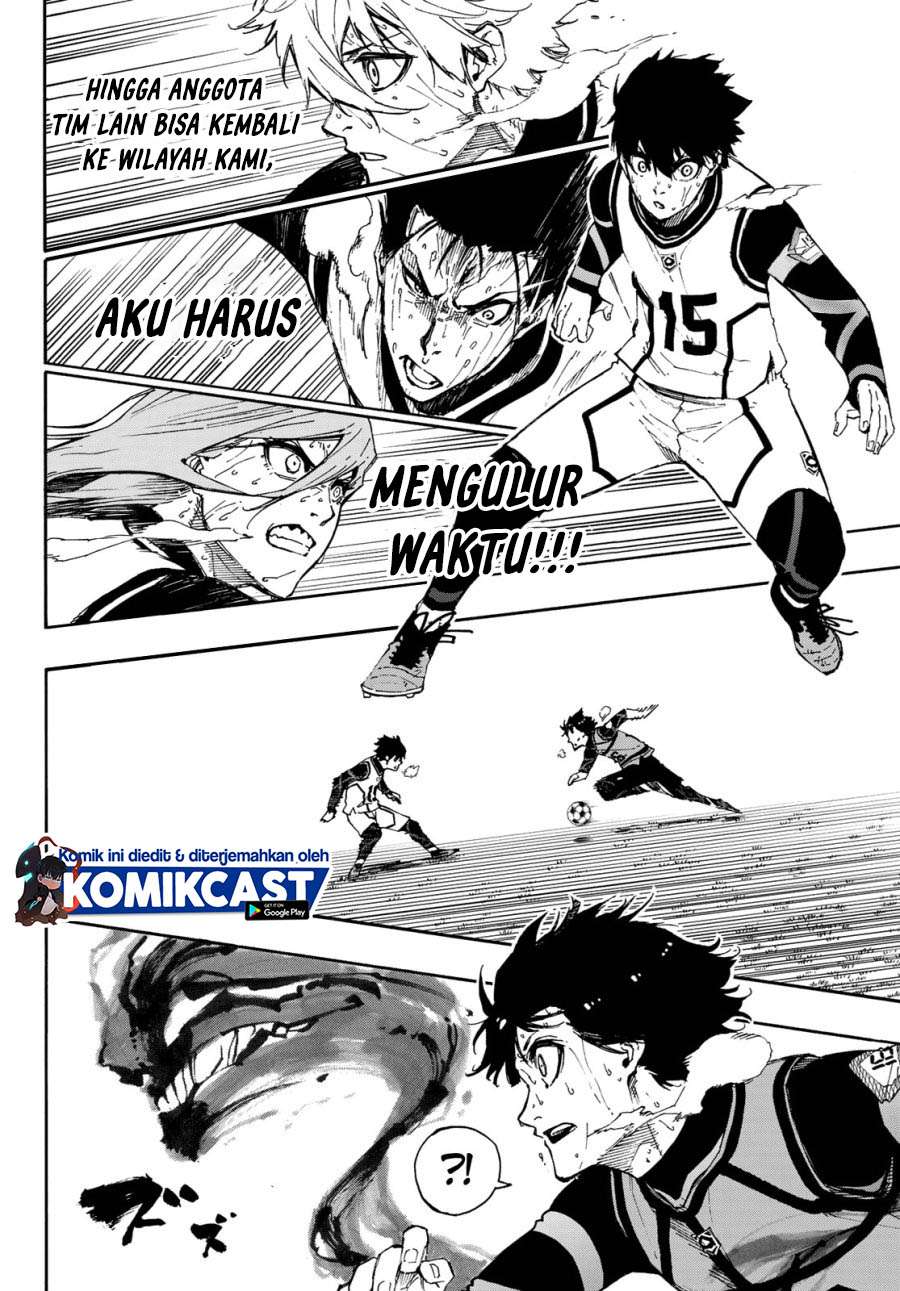 HINGGA ANGGOTA
TIM LAIN BISA KEMBALI
KE WILAYAH KAMI,
AKU HARUS
15
MENGULUR
WAKTU!!!
Komik ini diedit & diterjemahkan oleh
KOMIKCAST
GET IT ON
Google Play
?!
ズ゛
ズ